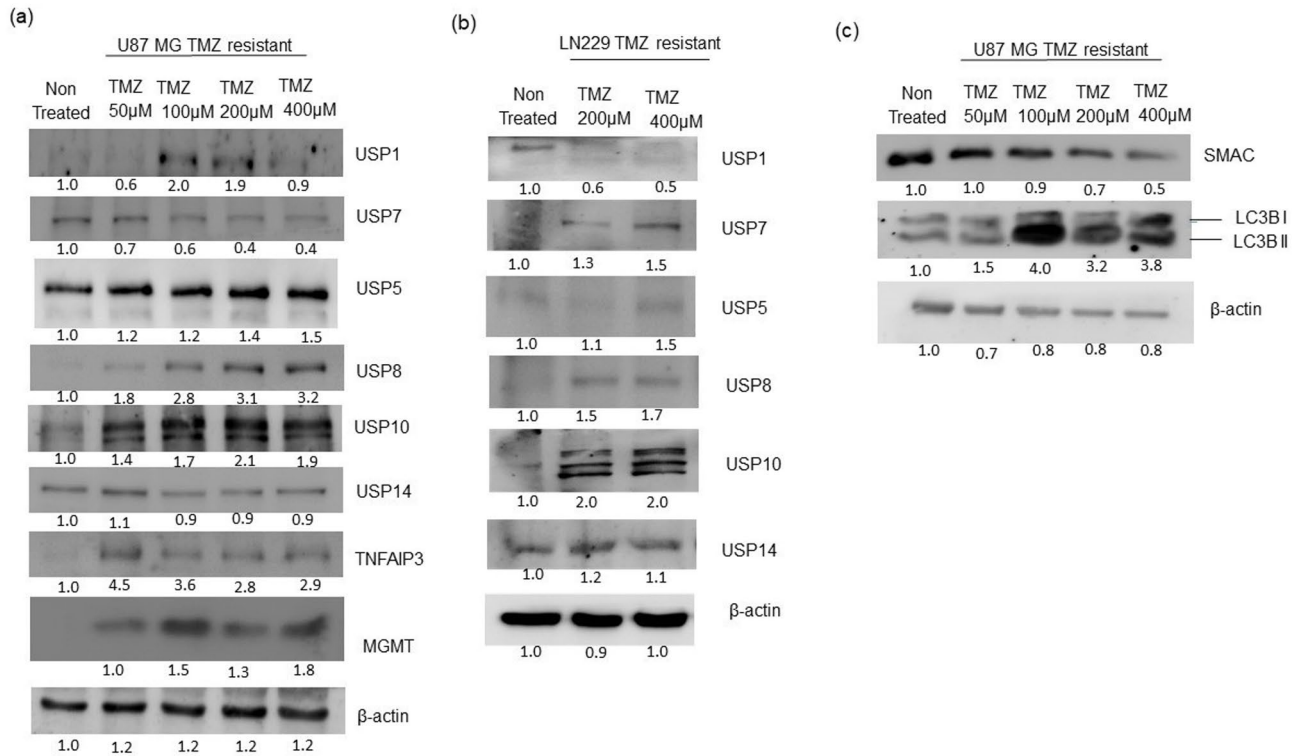 (a)
U87 MG TMZ resistant
Non Treated TMZ 50µM TMZ 100µM TMZ 200µM TMZ 400µM
USP1
1.0 0.6 2.0 1.9 0.9
USP7
1.0 0.7 0.6 0.4 0.4
USP5
1.0 1.2 1.2 1.4 1.5
USP8
1.0 1.8 2.8 3.1 3.2
USP10
1.0 1.4 1.7 2.1 1.9
USP14
1.0 1.1 0.9 0.9 0.9
TNFAIP3
1.0 4.5 3.6 2.8 2.9
MGMT
1.0 1.5 1.3 1.8
β-actin
1.0 1.2 1.2 1.2 1.2
(b)
LN229 TMZ resistant
Non Treated TMZ 200µM TMZ 400µM
USP1
1.0 0.6 0.5
USP7
1.0 1.3 1.5
USP5
1.0 1.1 1.5
USP8
1.0 1.5 1.7
USP10
1.0 2.0 2.0
USP14
1.0 1.2 1.1
β-actin
1.0 0.9 1.0
(c)
U87 MG TMZ resistant
Non Treated TMZ 50µM TMZ 100µM TMZ 200µM TMZ 400µM
SMAC
1.0 1.0 0.9 0.7 0.5
LC3B I
LC3B II
1.0 1.5 4.0 3.2 3.8
β-actin
1.0 0.7 0.8 0.8 0.8